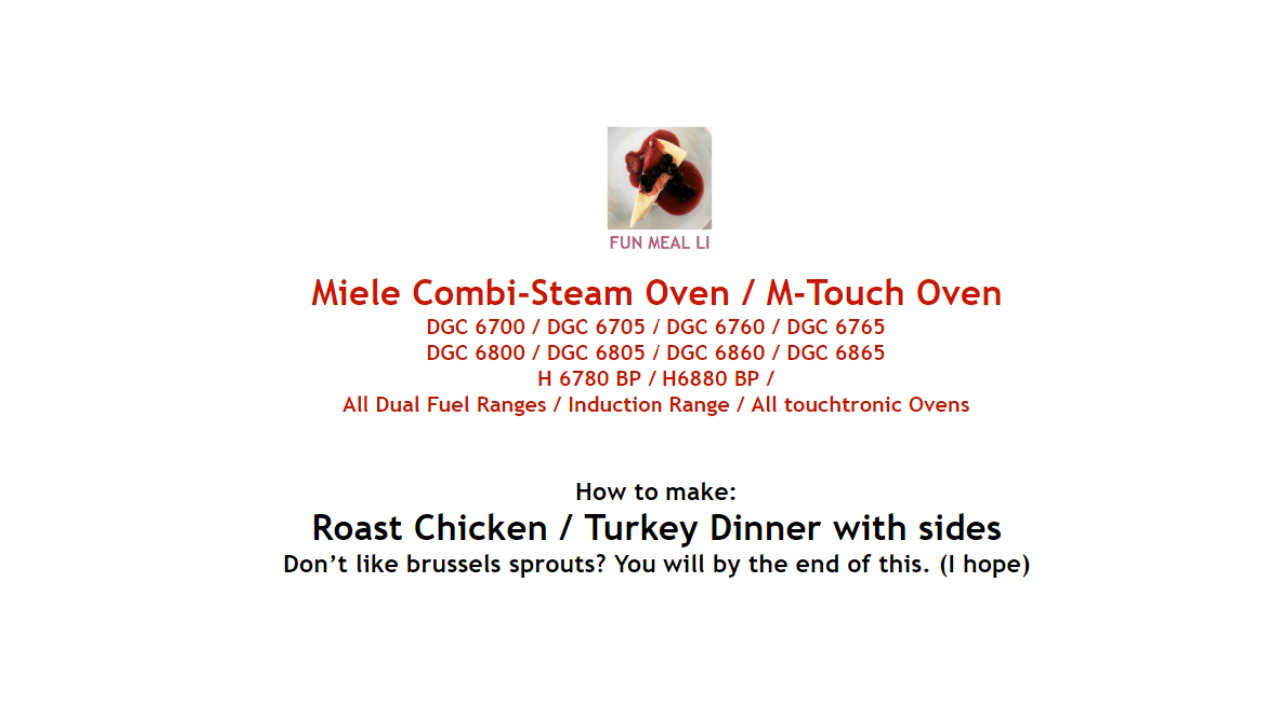 FUN MEAL LI
Miele Combi-Steam Oven / M-Touch Oven
DGC 6700 / DGC 6705 / DGC 6760 / DGC 6765
DGC 6800 / DGC 6805 / DGC 6860 / DGC 6865
H 6780 BP / H6880 BP /
All Dual Fuel Ranges / Induction Range / All touchtronic Ovens
How to make:
Roast Chicken / Turkey Dinner with sides
Don’t like brussels sprouts? You will by the end of this. (I hope)